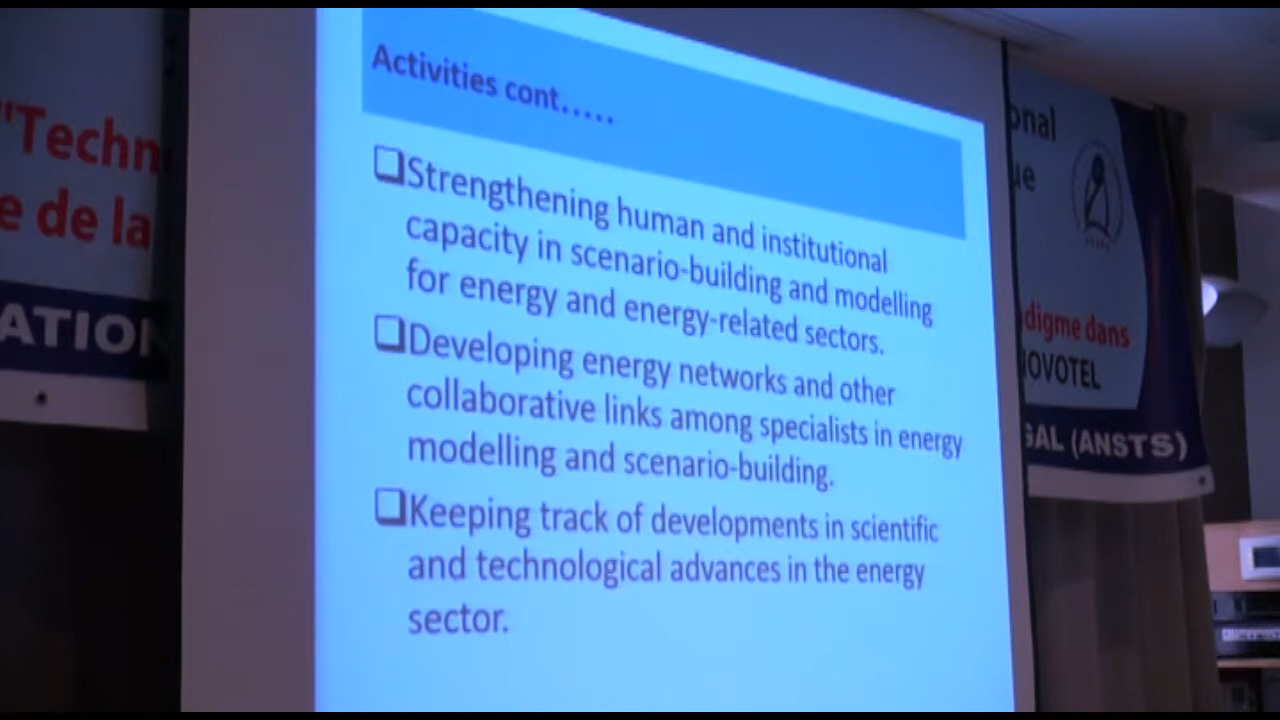 "Techn
e de la
ATION
Activities cont.....
❑Strengthening human and institutional
capacity in scenario-building and modelling
for energy and energy-related sectors.
❑Developing energy networks and other
collaborative links among specialists in energy
modelling and scenario-building.
❑Keeping track of developments in scientific
and technological advances in the energy
sector.
onal
ue
digme dans
NOVOTEL
GAL (ANSTS)